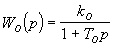 W_O(p) = k_O / (1 + T_O p)